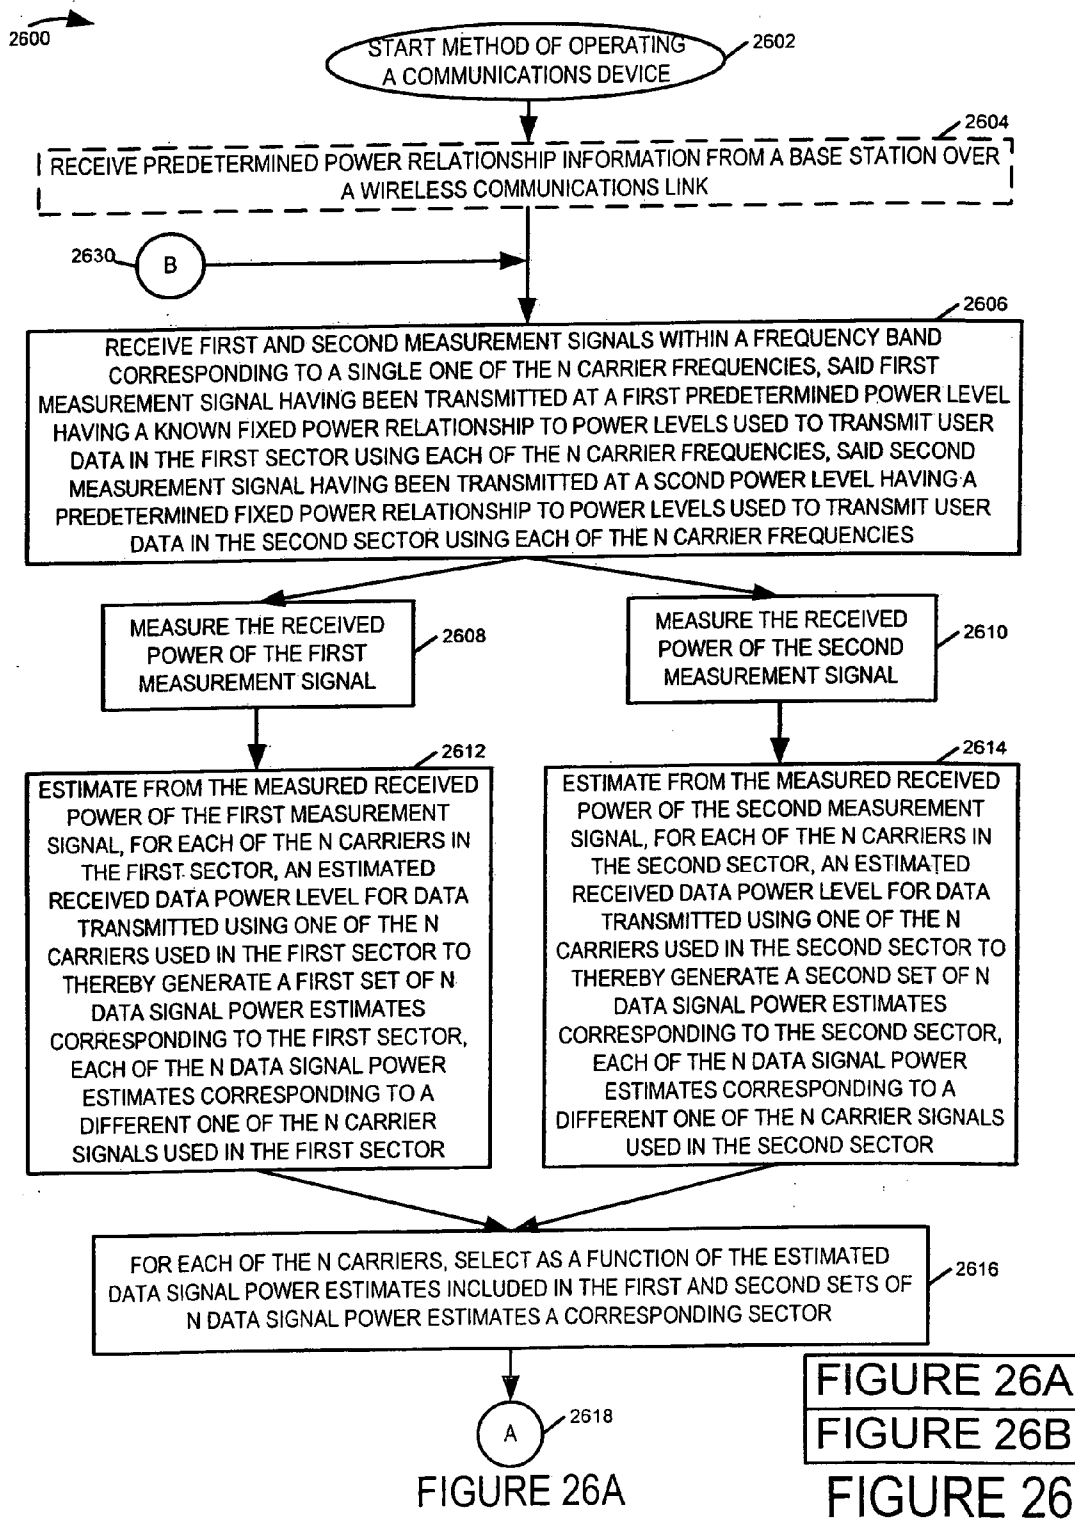 2600
START METHOD OF OPERATING
A COMMUNICATIONS DEVICE
2602
2604
RECEIVE PREDETERMINED POWER RELATIONSHIP INFORMATION FROM A BASE STATION OVER
A WIRELESS COMMUNICATIONS LINK
2630
B
2606
RECEIVE FIRST AND SECOND MEASUREMENT SIGNALS WITHIN A FREQUENCY BAND
CORRESPONDING TO A SINGLE ONE OF THE N CARRIER FREQUENCIES, SAID FIRST
MEASUREMENT SIGNAL HAVING BEEN TRANSMITTED AT A FIRST PREDETERMINED POWER LEVEL
HAVING A KNOWN FIXED POWER RELATIONSHIP TO POWER LEVELS USED TO TRANSMIT USER
DATA IN THE FIRST SECTOR USING EACH OF THE N CARRIER FREQUENCIES, SAID SECOND
MEASUREMENT SIGNAL HAVING BEEN TRANSMITTED AT A SCOND POWER LEVEL HAVING A
PREDETERMINED FIXED POWER RELATIONSHIP TO POWER LEVELS USED TO TRANSMIT USER
DATA IN THE SECOND SECTOR USING EACH OF THE N CARRIER FREQUENCIES
MEASURE THE RECEIVED
POWER OF THE FIRST
MEASUREMENT SIGNAL
2608
MEASURE THE RECEIVED
POWER OF THE SECOND
MEASUREMENT SIGNAL
2610
2612
ESTIMATE FROM THE MEASURED RECEIVED
POWER OF THE FIRST MEASUREMENT
SIGNAL, FOR EACH OF THE N CARRIERS IN
THE FIRST SECTOR, AN ESTIMATED
RECEIVED DATA POWER LEVEL FOR DATA
TRANSMITTED USING ONE OF THE N
CARRIERS USED IN THE FIRST SECTOR TO
THEREBY GENERATE A FIRST SET OF N
DATA SIGNAL POWER ESTIMATES
CORRESPONDING TO THE FIRST SECTOR,
EACH OF THE N DATA SIGNAL POWER
ESTIMATES CORRESPONDING TO A
DIFFERENT ONE OF THE N CARRIER
SIGNALS USED IN THE FIRST SECTOR
2614
ESTIMATE FROM THE MEASURED RECEIVED
POWER OF THE SECOND MEASUREMENT
SIGNAL, FOR EACH OF THE N CARRIERS IN
THE SECOND SECTOR, AN ESTIMATED
RECEIVED DATA POWER LEVEL FOR DATA
TRANSMITTED USING ONE OF THE N
CARRIERS USED IN THE SECOND SECTOR TO
THEREBY GENERATE A SECOND SET OF N
DATA SIGNAL POWER ESTIMATES
CORRESPONDING TO THE SECOND SECTOR,
EACH OF THE N DATA SIGNAL POWER
ESTIMATES CORRESPONDING TO A
DIFFERENT ONE OF THE N CARRIER SIGNALS
USED IN THE SECOND SECTOR
FOR EACH OF THE N CARRIERS, SELECT AS A FUNCTION OF THE ESTIMATED
DATA SIGNAL POWER ESTIMATES INCLUDED IN THE FIRST AND SECOND SETS OF
N DATA SIGNAL POWER ESTIMATES A CORRESPONDING SECTOR
2616
A
2618
FIGURE 26A
FIGURE 26A
FIGURE 26B
FIGURE 26